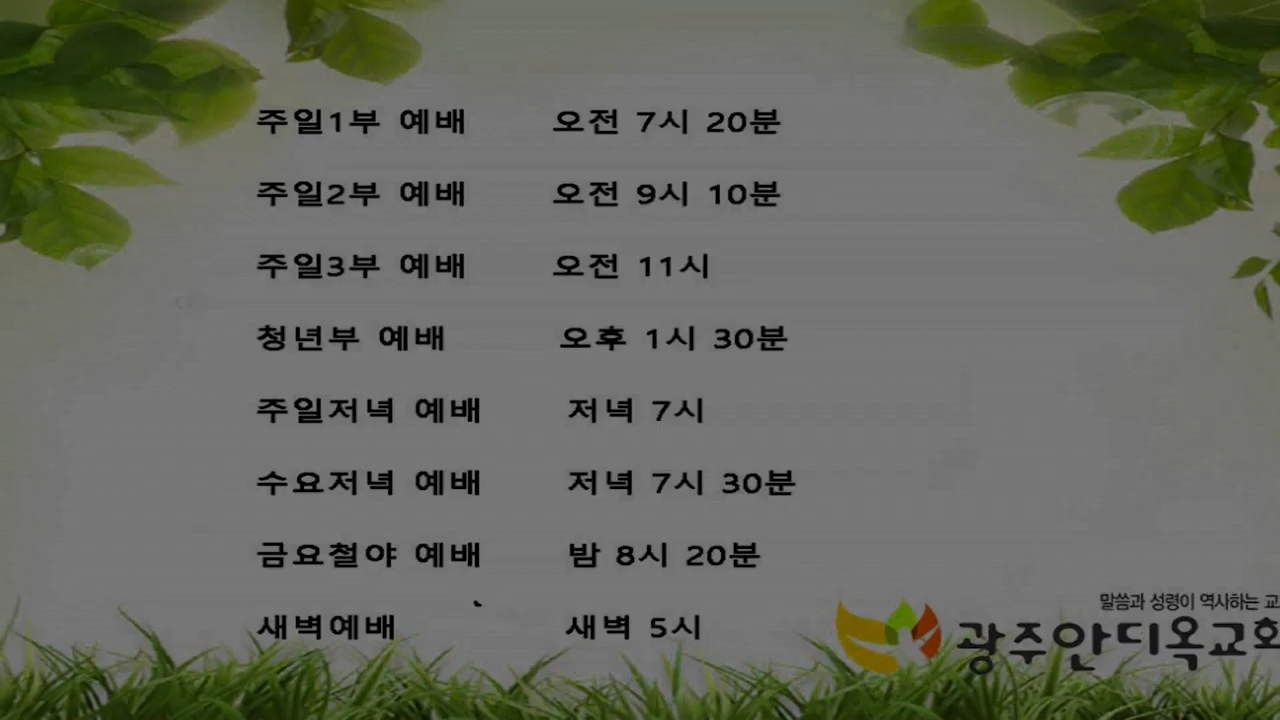 주일1부 예배 오전 7시 20분
주일2부 예배 오전 9시 10분
주일3부 예배 오전 11시
청년부 예배 오후 1시 30분
주일저녁 예배 저녁 7시
수요저녁 예배 저녁 7시 30분
금요철야 예배 밤 8시 20분
새벽예배 새벽 5시
말씀과 성령이 역사하는 교
광주안디옥교회